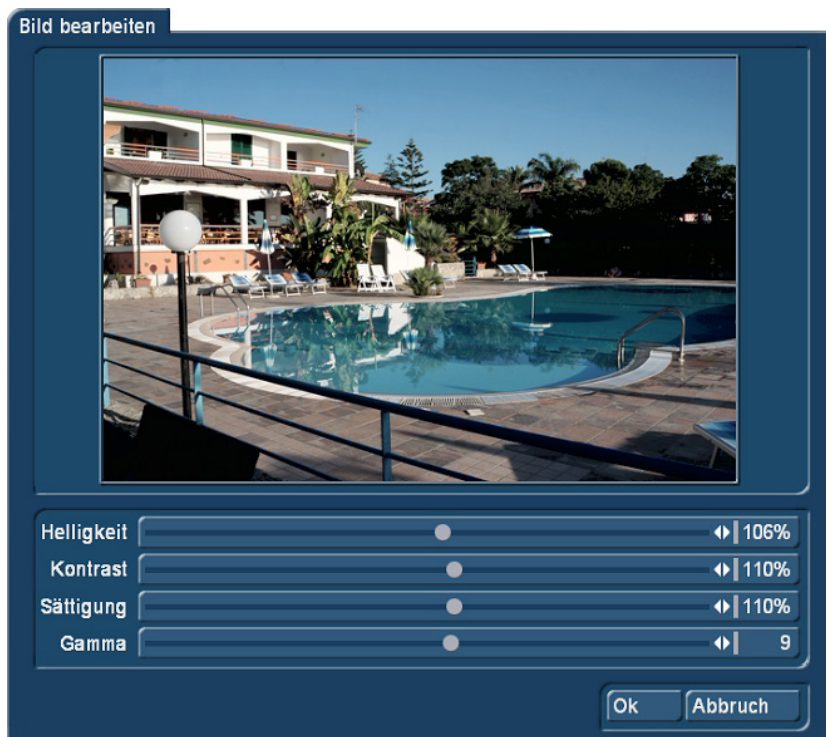 Bild bearbeiten
Helligkeit 106%
Kontrast 110%
Sättigung 110%
Gamma 9
Ok Abbruch